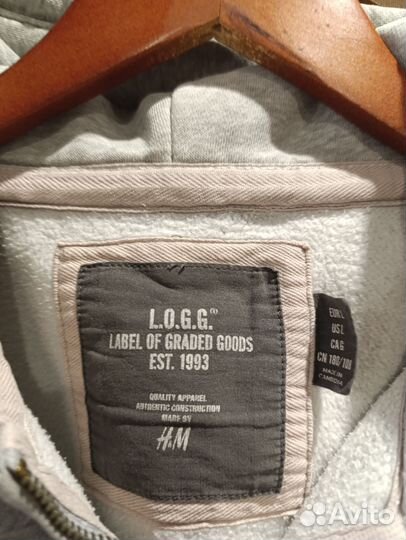 L.O.G.G.®
LABEL OF GRADED GOODS
EST. 1993
QUALITY APPAREL
AUTHENTIC CONSTRUCTION
MADE BY
H&M
EUR L
US L
CA G
CN 180/108
MADE IN
CAMBODIA
Avito